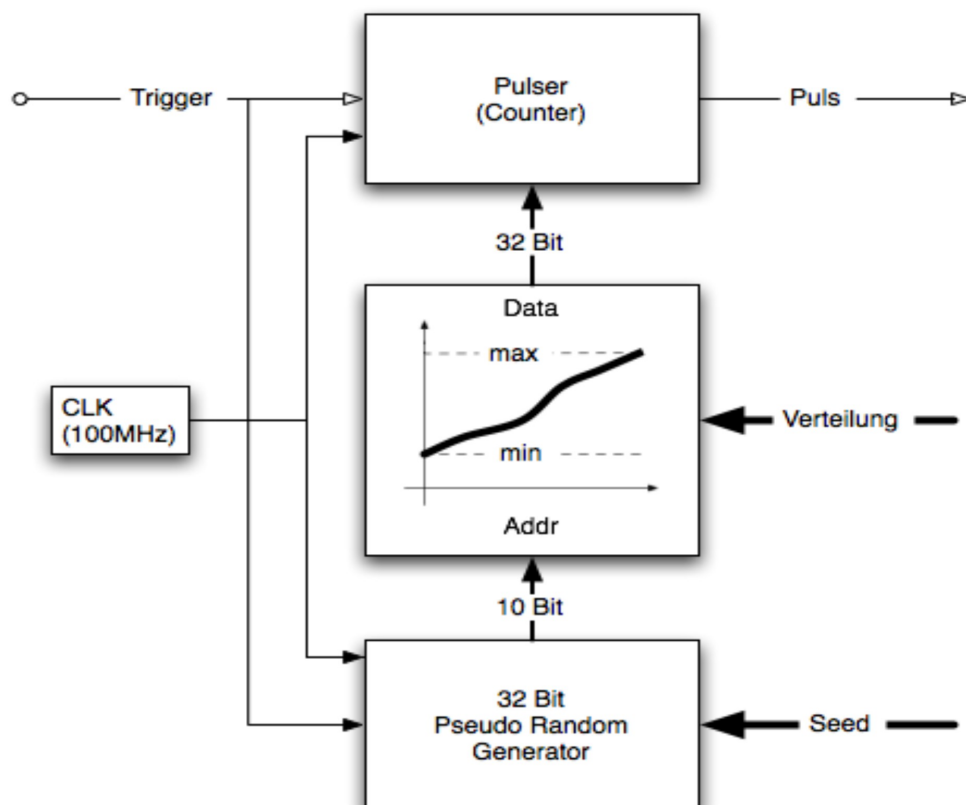 Pulser
(Counter)
Trigger
Puls
32 Bit
Data
max
min
Addr
CLK
(100MHz)
Verteilung
10 Bit
32 Bit
Pseudo Random
Generator
Seed